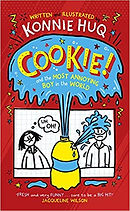 WRITTEN ILLUSTRATED
KONNIE HUQ
COOKIE!
and the MOST ANNOYING
BOY in the WORLD
UH
OH!
'Fresh and very funny ... sure to be a BIG HIT!'
JACQUELINE WILSON